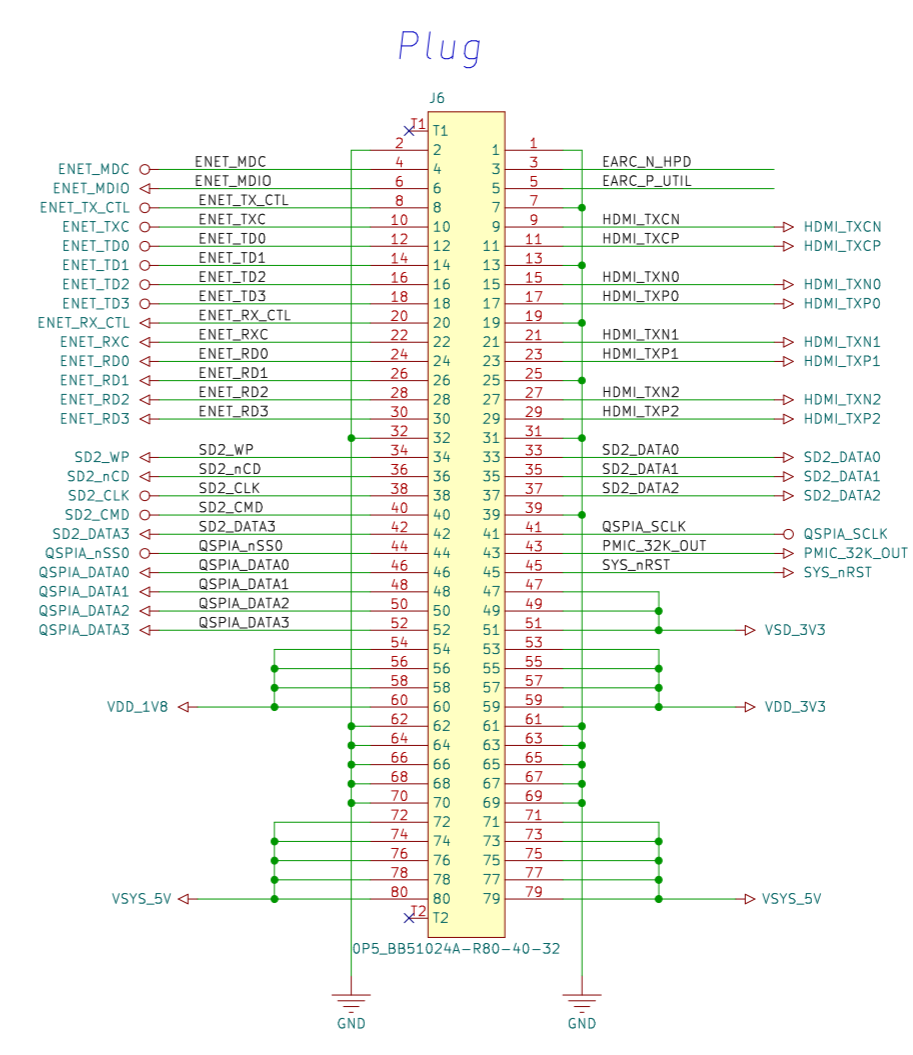 Plug
J6
T1 T1
2 2 1 1
ENET_MDC ENET_MDC 4 4 3 3 EARC_N_HPD
ENET_MDIO ENET_MDIO 6 6 5 5 EARC_P_UTIL
ENET_TX_CTL ENET_TX_CTL 8 8 7 7
ENET_TXC ENET_TXC 10 10 9 9 HDMI_TXCN HDMI_TXCN
ENET_TD0 ENET_TD0 12 12 11 11 HDMI_TXCP HDMI_TXCP
ENET_TD1 ENET_TD1 14 14 13 13
ENET_TD2 ENET_TD2 16 16 15 15 HDMI_TXN0 HDMI_TXN0
ENET_TD3 ENET_TD3 18 18 17 17 HDMI_TXP0 HDMI_TXP0
ENET_RX_CTL ENET_RX_CTL 20 20 19 19
ENET_RXC ENET_RXC 22 22 21 21 HDMI_TXN1 HDMI_TXN1
ENET_RD0 ENET_RD0 24 24 23 23 HDMI_TXP1 HDMI_TXP1
ENET_RD1 ENET_RD1 26 26 25 25
ENET_RD2 ENET_RD2 28 28 27 27 HDMI_TXN2 HDMI_TXN2
ENET_RD3 ENET_RD3 30 30 29 29 HDMI_TXP2 HDMI_TXP2
32 32 31 31
SD2_WP SD2_WP 34 34 33 33 SD2_DATA0 SD2_DATA0
SD2_nCD SD2_nCD 36 36 35 35 SD2_DATA1 SD2_DATA1
SD2_CLK SD2_CLK 38 38 37 37 SD2_DATA2 SD2_DATA2
SD2_CMD SD2_CMD 40 40 39 39
SD2_DATA3 SD2_DATA3 42 42 41 41 QSPIA_SCLK QSPIA_SCLK
QSPIA_nSS0 QSPIA_nSS0 44 44 43 43 PMIC_32K_OUT PMIC_32K_OUT
QSPIA_DATA0 QSPIA_DATA0 46 46 45 45 SYS_nRST SYS_nRST
QSPIA_DATA1 QSPIA_DATA1 48 48 47 47
QSPIA_DATA2 QSPIA_DATA2 50 50 49 49
QSPIA_DATA3 QSPIA_DATA3 52 52 51 51 VSD_3V3
54 54 53 53
56 56 55 55
58 58 57 57
VDD_1V8 60 60 59 59 VDD_3V3
62 62 61 61
64 64 63 63
66 66 65 65
68 68 67 67
70 70 69 69
72 72 71 71
74 74 73 73
76 76 75 75
78 78 77 77
VSYS_5V 80 80 79 79 VSYS_5V
T2 T2
OP5_BB51024A-R80-40-32
GND GND